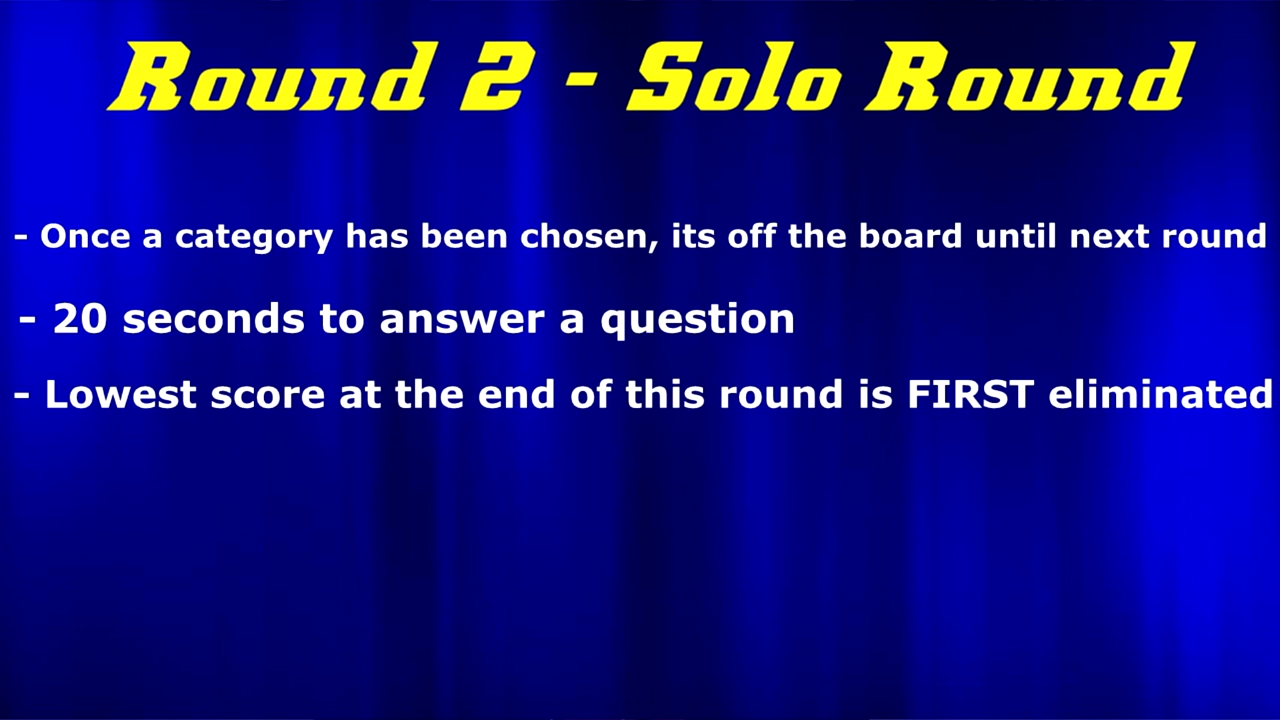 Round 2 - Solo Round
- Once a category has been chosen, its off the board until next round
- 20 seconds to answer a question
- Lowest score at the end of this round is FIRST eliminated